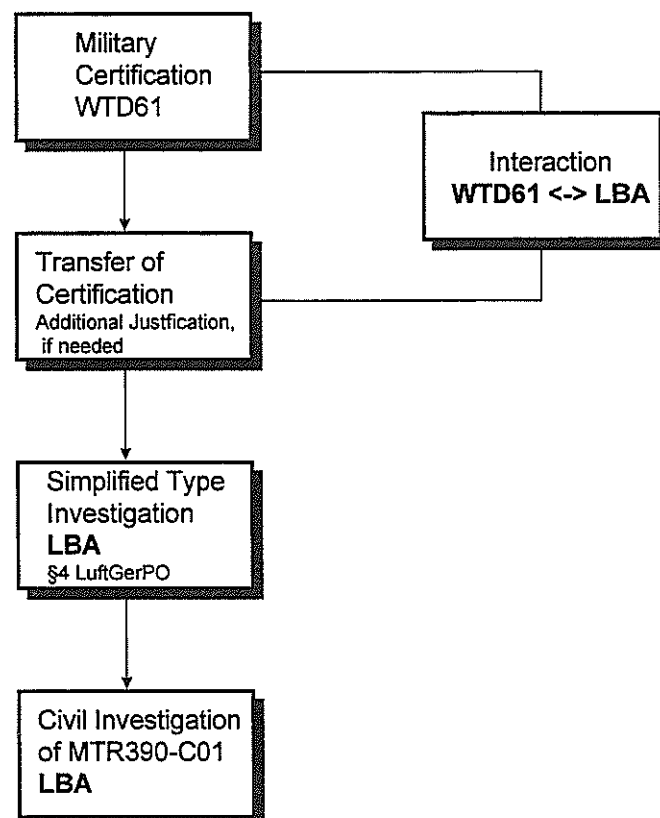 Military
Certification
WTD61
Interaction
WTD61 <-> LBA
Transfer of
Certification
Additional Justfication,
if needed
Simplified Type
Investigation
LBA
§4 LuftGerPO
Civil Investigation
of MTR390-C01
LBA